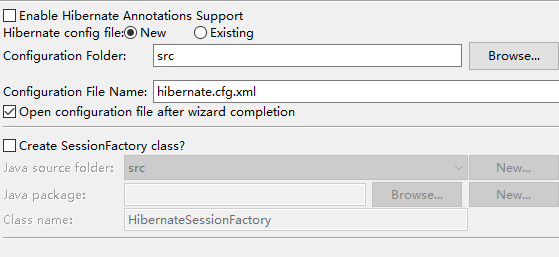 Enable Hibernate Annotations Support
Hibernate config file: New Existing
Configuration Folder: src Browse...
Configuration File Name: hibernate.cfg.xml
Open configuration file after wizard completion
Create SessionFactory class?
Java source folder: src New...
Java package: Browse... New...
Class name: HibernateSessionFactory